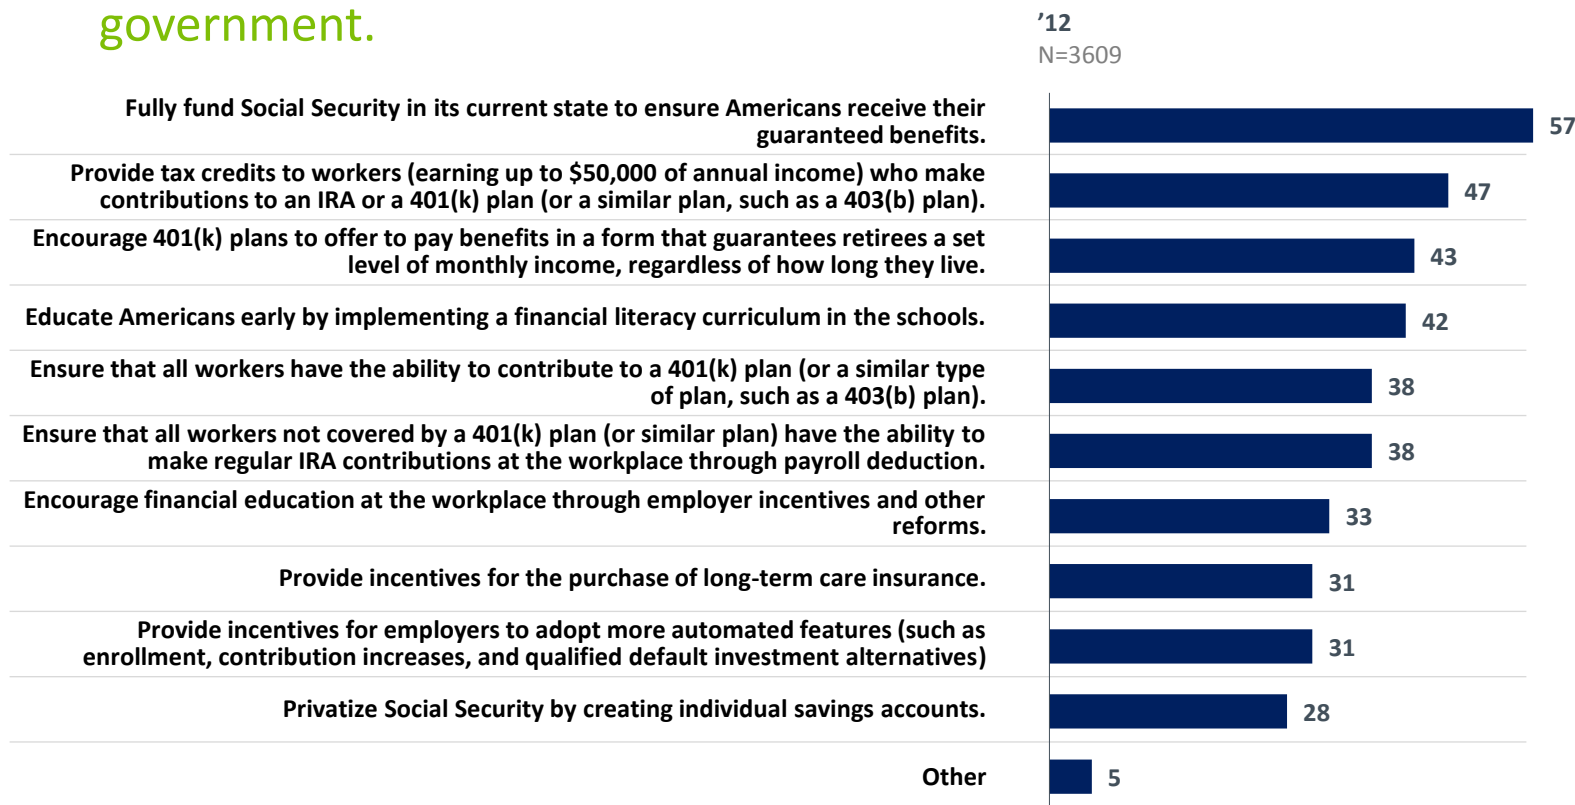 government.
’12
N=3609
Fully fund Social Security in its current state to ensure Americans receive their
guaranteed benefits.
57
Provide tax credits to workers (earning up to $50,000 of annual income) who make
contributions to an IRA or a 401(k) plan (or a similar plan, such as a 403(b) plan).
47
Encourage 401(k) plans to offer to pay benefits in a form that guarantees retirees a set
level of monthly income, regardless of how long they live.
43
Educate Americans early by implementing a financial literacy curriculum in the schools.
42
Ensure that all workers have the ability to contribute to a 401(k) plan (or a similar type
of plan, such as a 403(b) plan).
38
Ensure that all workers not covered by a 401(k) plan (or similar plan) have the ability to
make regular IRA contributions at the workplace through payroll deduction.
38
Encourage financial education at the workplace through employer incentives and other
reforms.
33
Provide incentives for the purchase of long-term care insurance.
31
Provide incentives for employers to adopt more automated features (such as
enrollment, contribution increases, and qualified default investment alternatives)
31
Privatize Social Security by creating individual savings accounts.
28
Other
5